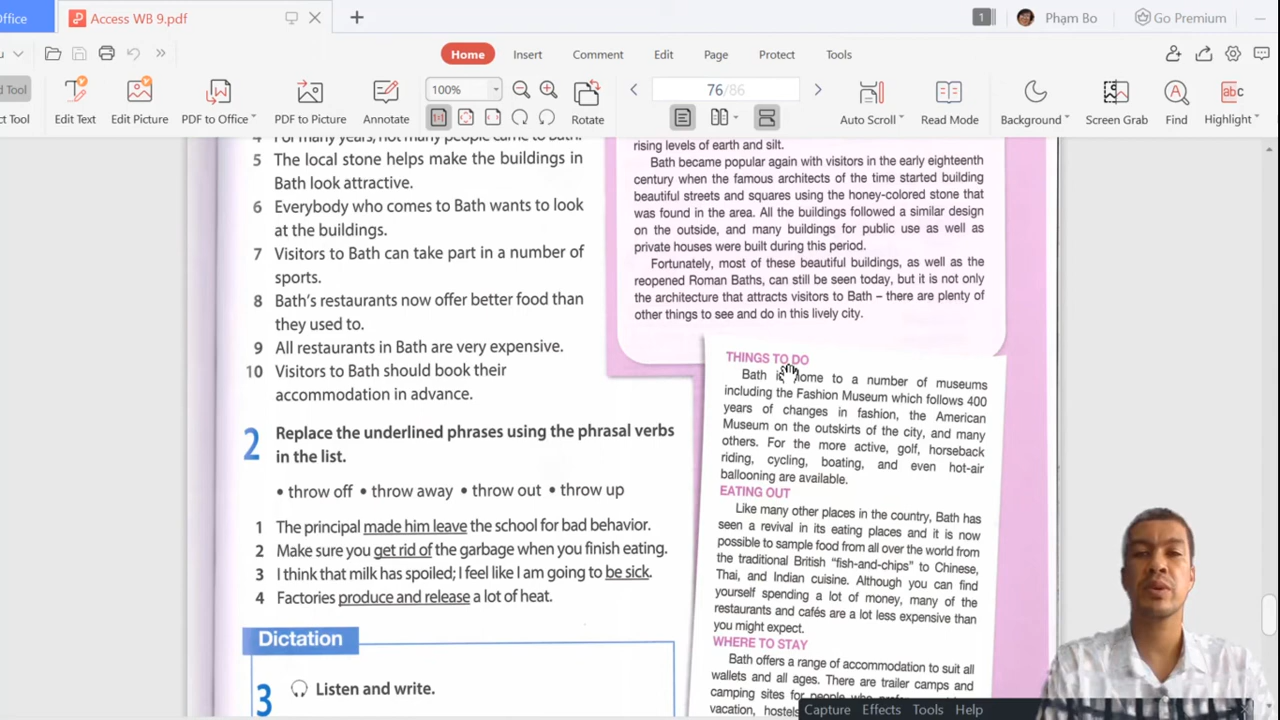 Office
Access WB 9.pdf
1
Phạm Bo
Go Premium
Home
Insert
Comment
Edit
Page
Protect
Tools
d Tool
ct Tool
Edit Text
Edit Picture
PDF to Office
PDF to Picture
Annotate
100%
Rotate
76/86
Auto Scroll
Read Mode
Background
Screen Grab
Find
abc
Highlight
4 For many years, not many people came to Bath.
5 The local stone helps make the buildings in
Bath look attractive.
6 Everybody who comes to Bath wants to look
at the buildings.
7 Visitors to Bath can take part in a number of
sports.
8 Bath's restaurants now offer better food than
they used to.
9 All restaurants in Bath are very expensive.
10 Visitors to Bath should book their
accommodation in advance.
2 Replace the underlined phrases using the phrasal verbs
in the list.
• throw off • throw away • throw out • throw up
1 The principal made him leave the school for bad behavior.
2 Make sure you get rid of the garbage when you finish eating.
3 I think that milk has spoiled; I feel like I am going to be sick.
4 Factories produce and release a lot of heat.
Dictation
3 Listen and write.
rising levels of earth and silt.
Bath became popular again with visitors in the early eighteenth
century when the famous architects of the time started building
beautiful streets and squares using the honey-colored stone that
was found in the area. All the buildings followed a similar design
on the outside, and many buildings for public use as well as
private houses were built during this period.
Fortunately, most of these beautiful buildings, as well as the
reopened Roman Baths, can still be seen today, but it is not only
the architecture that attracts visitors to Bath – there are plenty of
other things to see and do in this lively city.
THINGS TO DO
Bath is home to a number of museums
including the Fashion Museum which follows 400
years of changes in fashion, the American
Museum on the outskirts of the city, and many
others. For the more active, golf, horseback
riding, cycling, boating, and even hot-air
ballooning are available.
EATING OUT
Like many other places in the country, Bath has
seen a revival in its eating places and it is now
possible to sample food from all over the world from
the traditional British "fish-and-chips" to Chinese,
Thai, and Indian cuisine. Although you can find
yourself spending a lot of money, many of the
restaurants and cafés are a lot less expensive than
you might expect.
WHERE TO STAY
Bath offers a range of accommodation to suit all
wallets and all ages. There are trailer camps and
camping sites for people who
vacation, hostels
Capture
Effects
Tools
Help